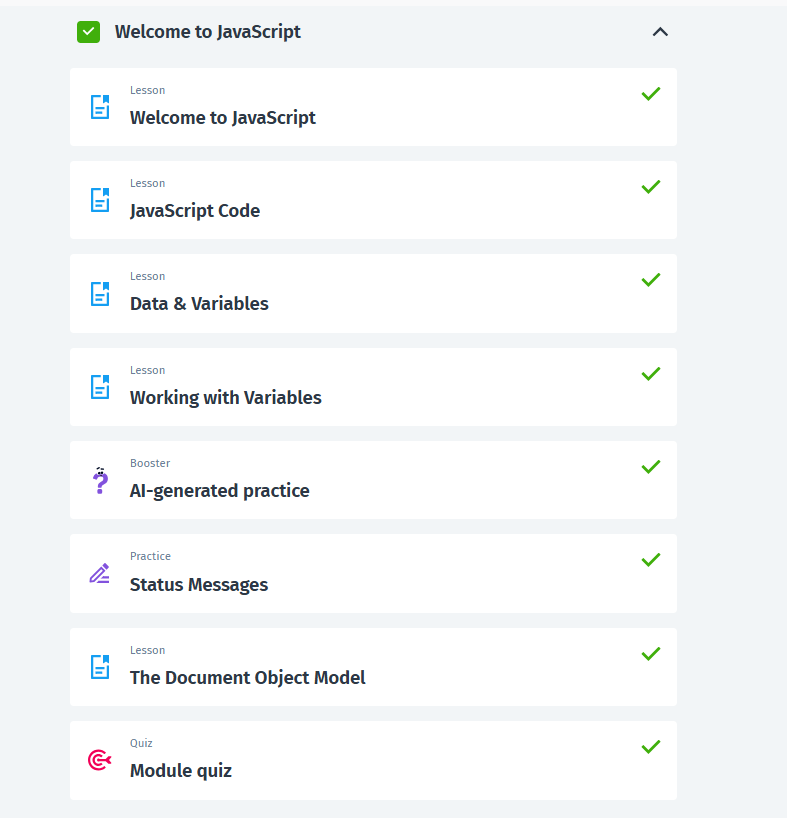 Welcome to JavaScript
Lesson
Welcome to JavaScript
Lesson
JavaScript Code
Lesson
Data & Variables
Lesson
Working with Variables
Booster
AI-generated practice
Practice
Status Messages
Lesson
The Document Object Model
Quiz
Module quiz